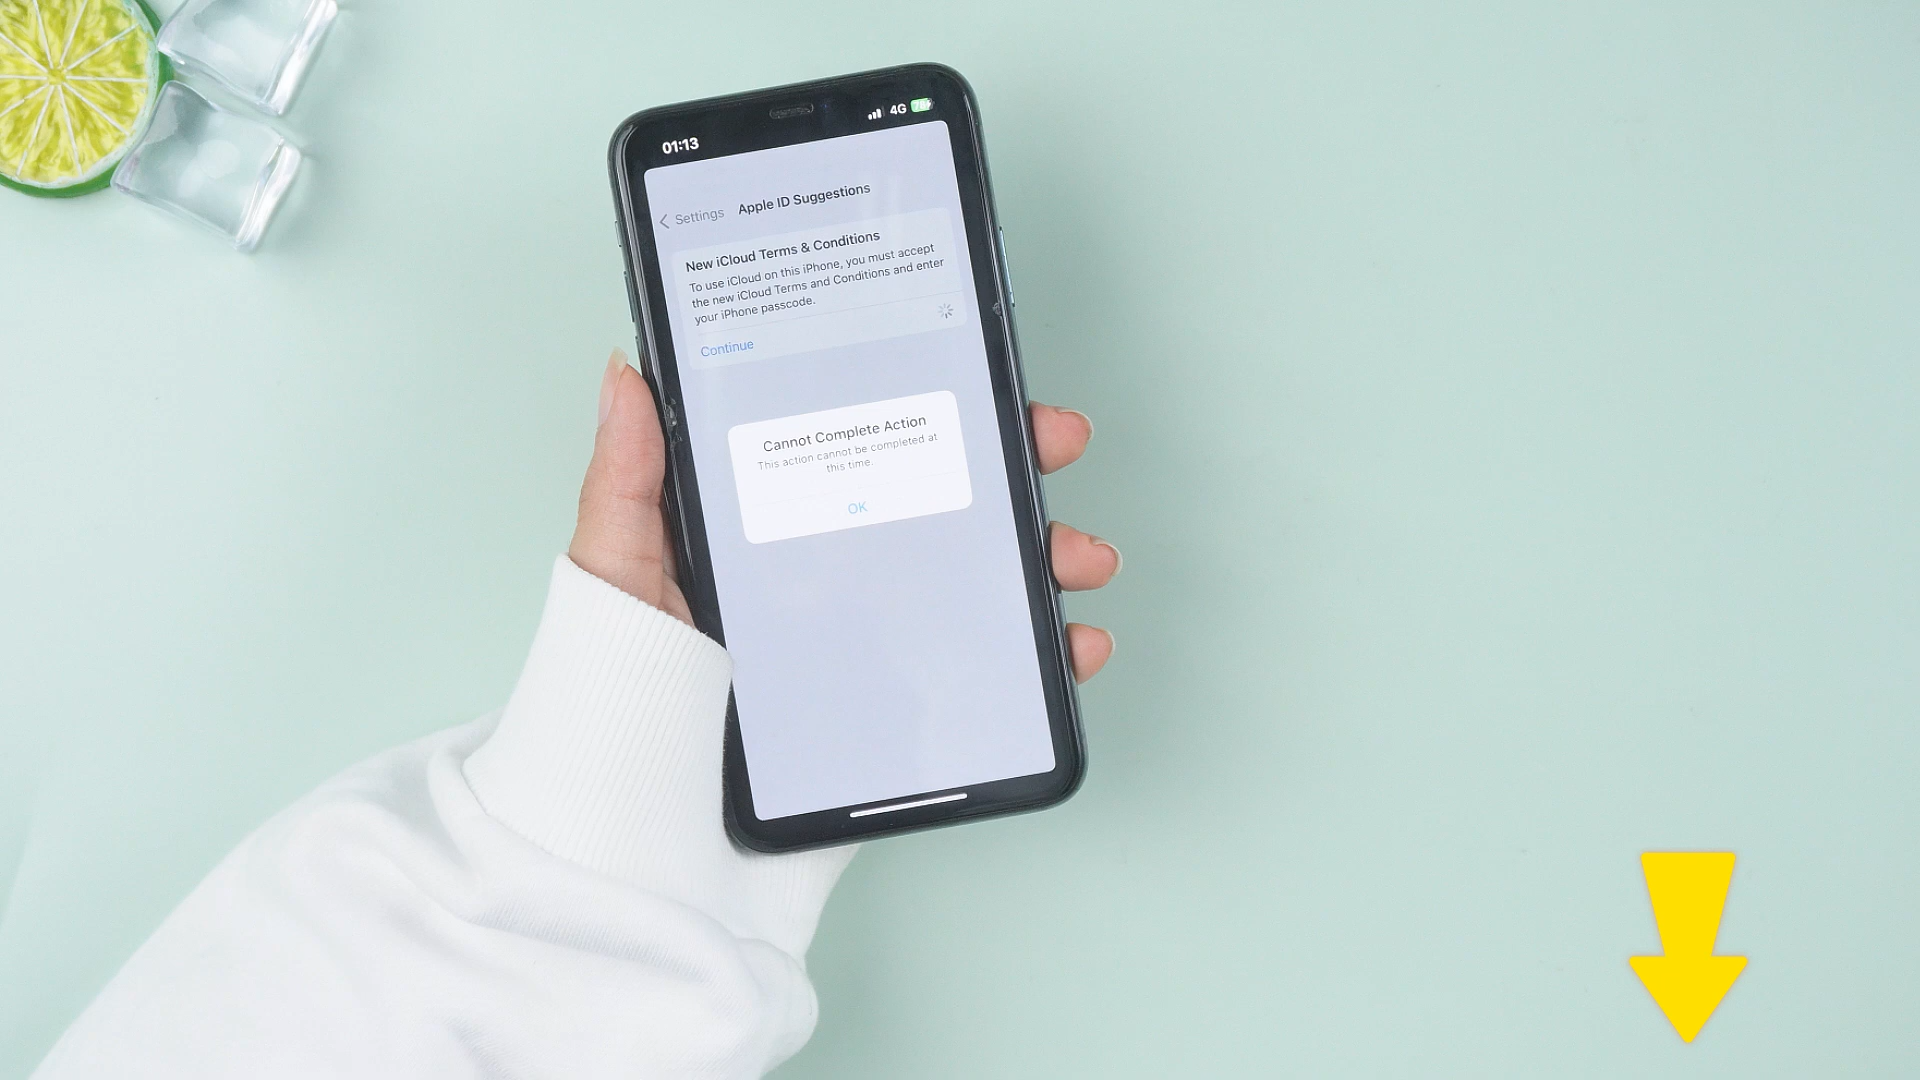 01:13
4G
Settings
Apple ID Suggestions
New iCloud Terms & Conditions
To use iCloud on this iPhone, you must accept
the new iCloud Terms and Conditions and enter
your iPhone passcode.
Continue
Cannot Complete Action
This action cannot be completed at
this time.
OK